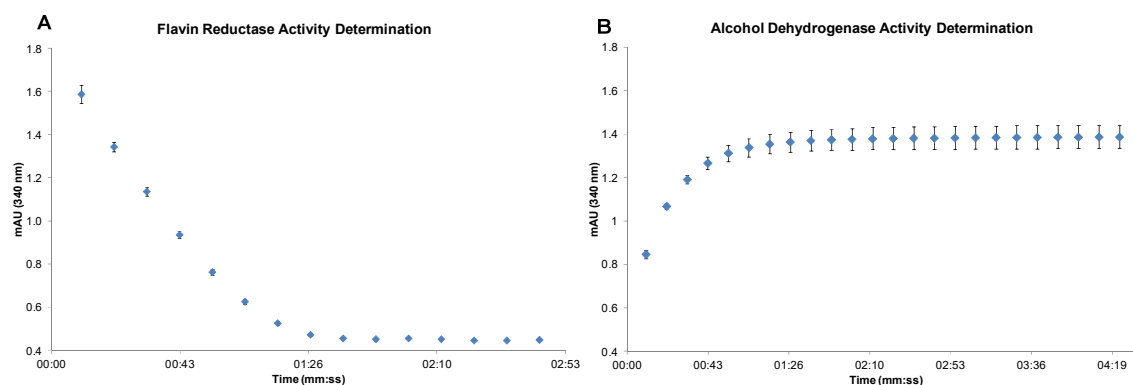 A
Flavin Reductase Activity Determination
1.8
1.6
1.4
1.2
1.0
0.8
0.6
0.4
mAU (340 nm)
00:00 00:43 01:26 02:10 02:53
Time (mm:ss)
B
Alcohol Dehydrogenase Activity Determination
1.8
1.6
1.4
1.2
1
0.8
0.6
0.4
mAU (340 nm)
00:00 00:43 01:26 02:10 02:53 03:36 04:19
Time (mm:ss)